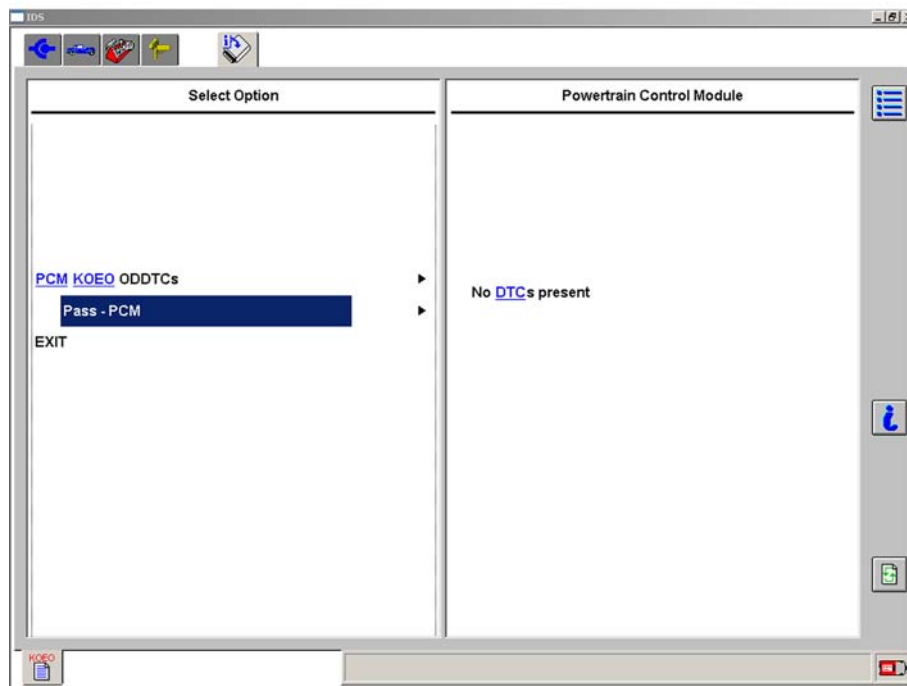 IDS
Select Option
Powertrain Control Module
PCM KOEO ODDTCs
Pass - PCM
EXIT
No DTCs present
KOEO